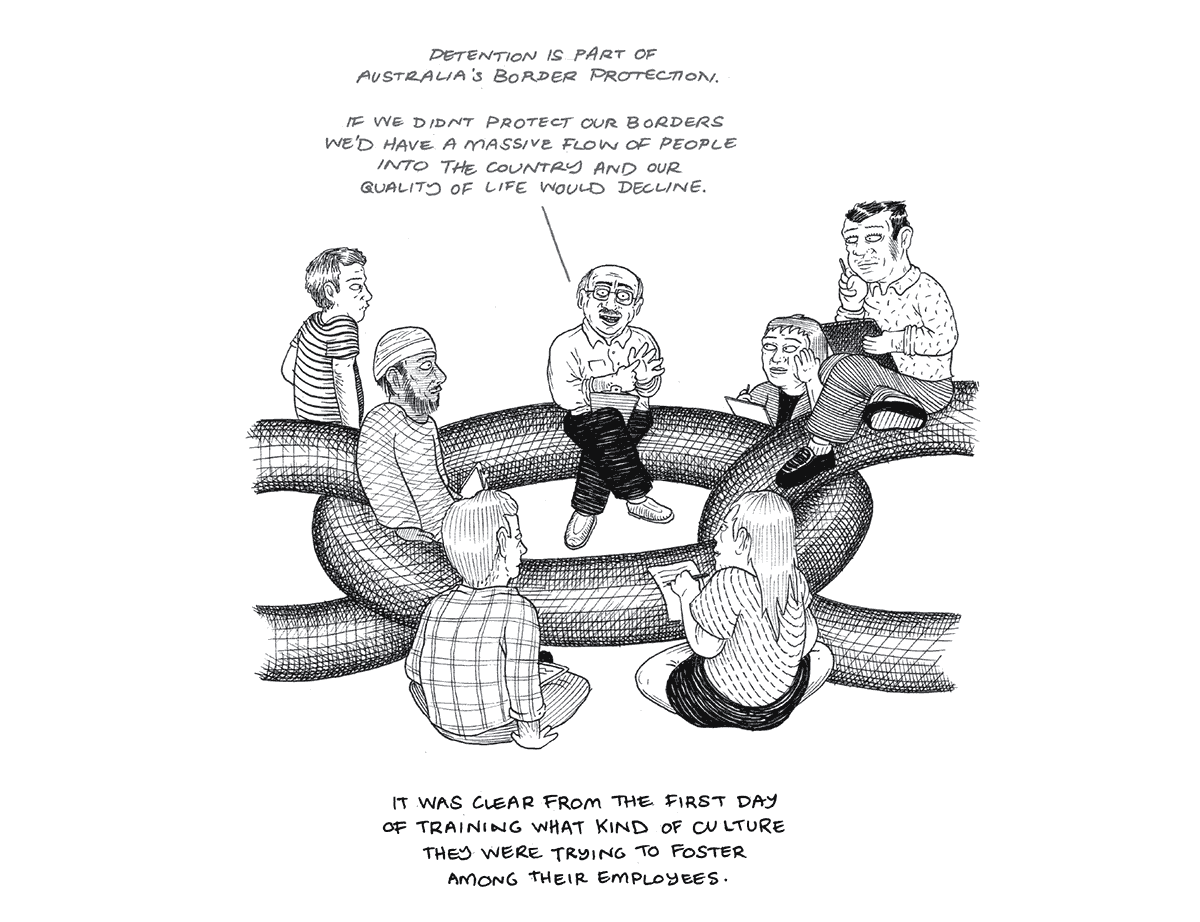 DETENTION IS PART OF
AUSTRALIA'S BORDER PROTECTION.
IF WE DIDNT PROTECT OUR BORDERS
WE'D HAVE A MASSIVE FLOW OF PEOPLE
INTO THE COUNTRY AND OUR
QUALITY OF LIFE WOULD DECLINE.
IT WAS CLEAR FROM THE FIRST DAY
OF TRAINING WHAT KIND OF CULTURE
THEY WERE TRYING TO FOSTER
AMONG THEIR EMPLOYEES.